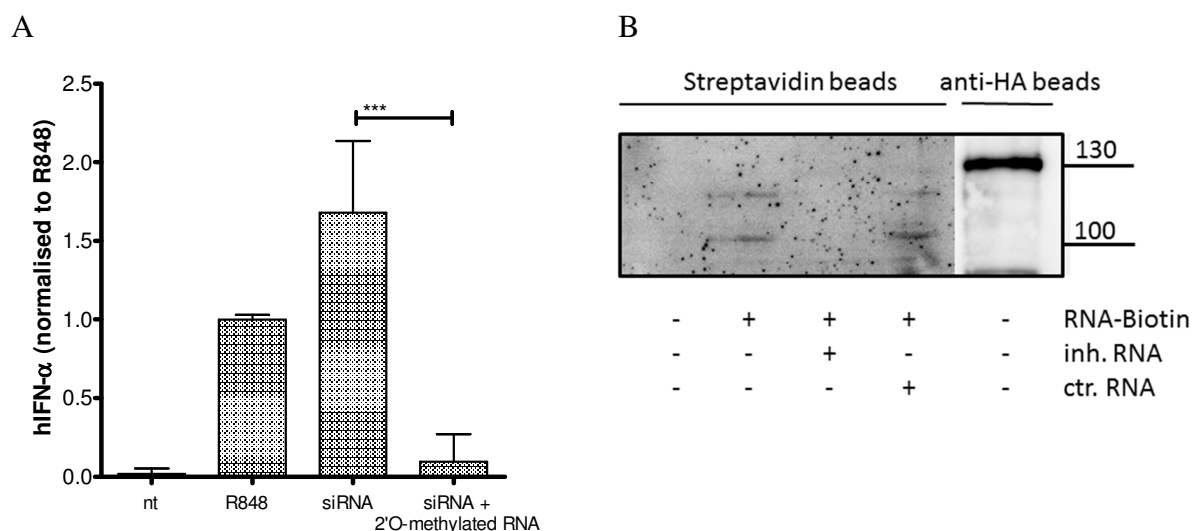 A
hIFN-α (normalised to R848)
2.5
2.0
1.5
1.0
0.5
0.0
***
nt
R848
siRNA
siRNA +
2'O-methylated RNA
B
Streptavidin beads anti-HA beads
130
100
- + + + - RNA-Biotin
- - + - - inh. RNA
- - - + - ctr. RNA